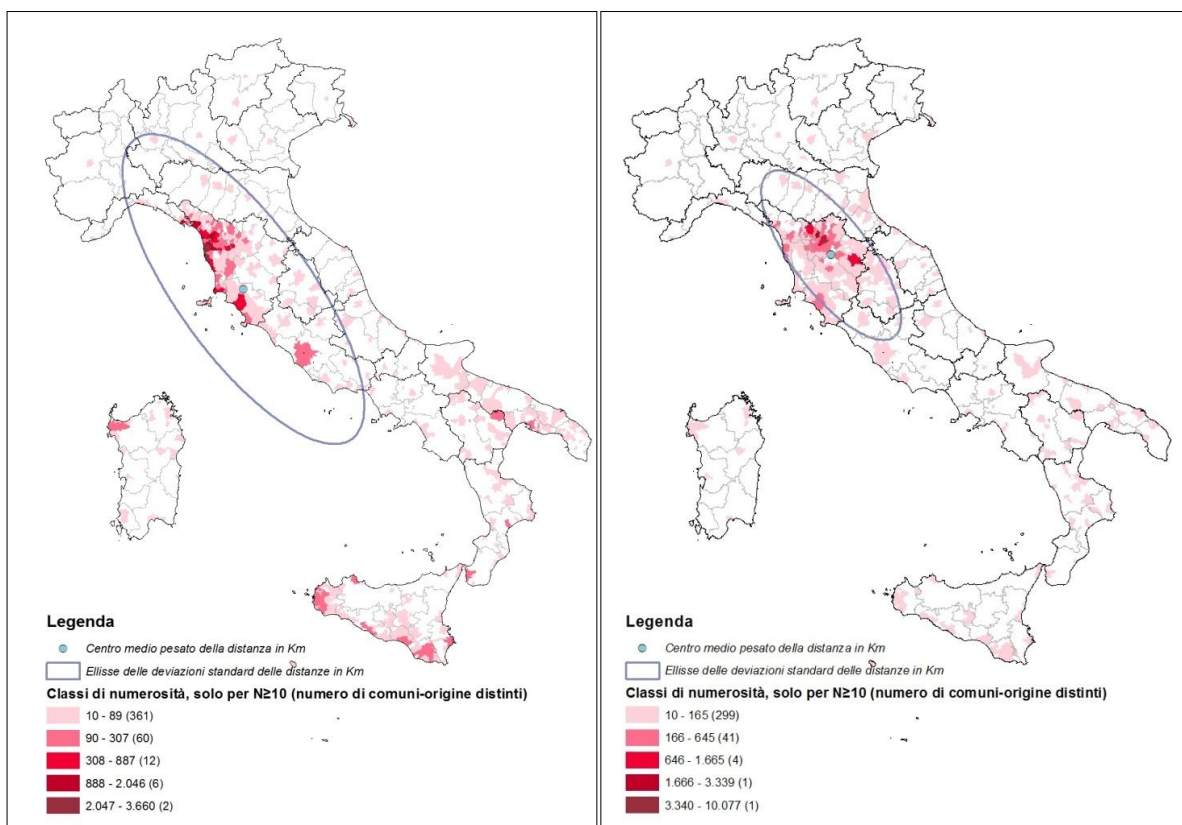 Legenda
Centro medio pesato della distanza in Km
Ellisse delle deviazioni standard delle distanze in Km
Classi di numerosità, solo per N≥10 (numero di comuni-origine distinti)
10 - 89 (361)
90 - 307 (60)
308 - 887 (12)
888 - 2.046 (6)
2.047 - 3.660 (2)
Legenda
Centro medio pesato della distanza in Km
Ellisse delle deviazioni standard delle distanze in Km
Classi di numerosità, solo per N≥10 (numero di comuni-origine distinti)
10 - 165 (299)
166 - 645 (41)
646 - 1.665 (4)
1.666 - 3.339 (1)
3.340 - 10.077 (1)